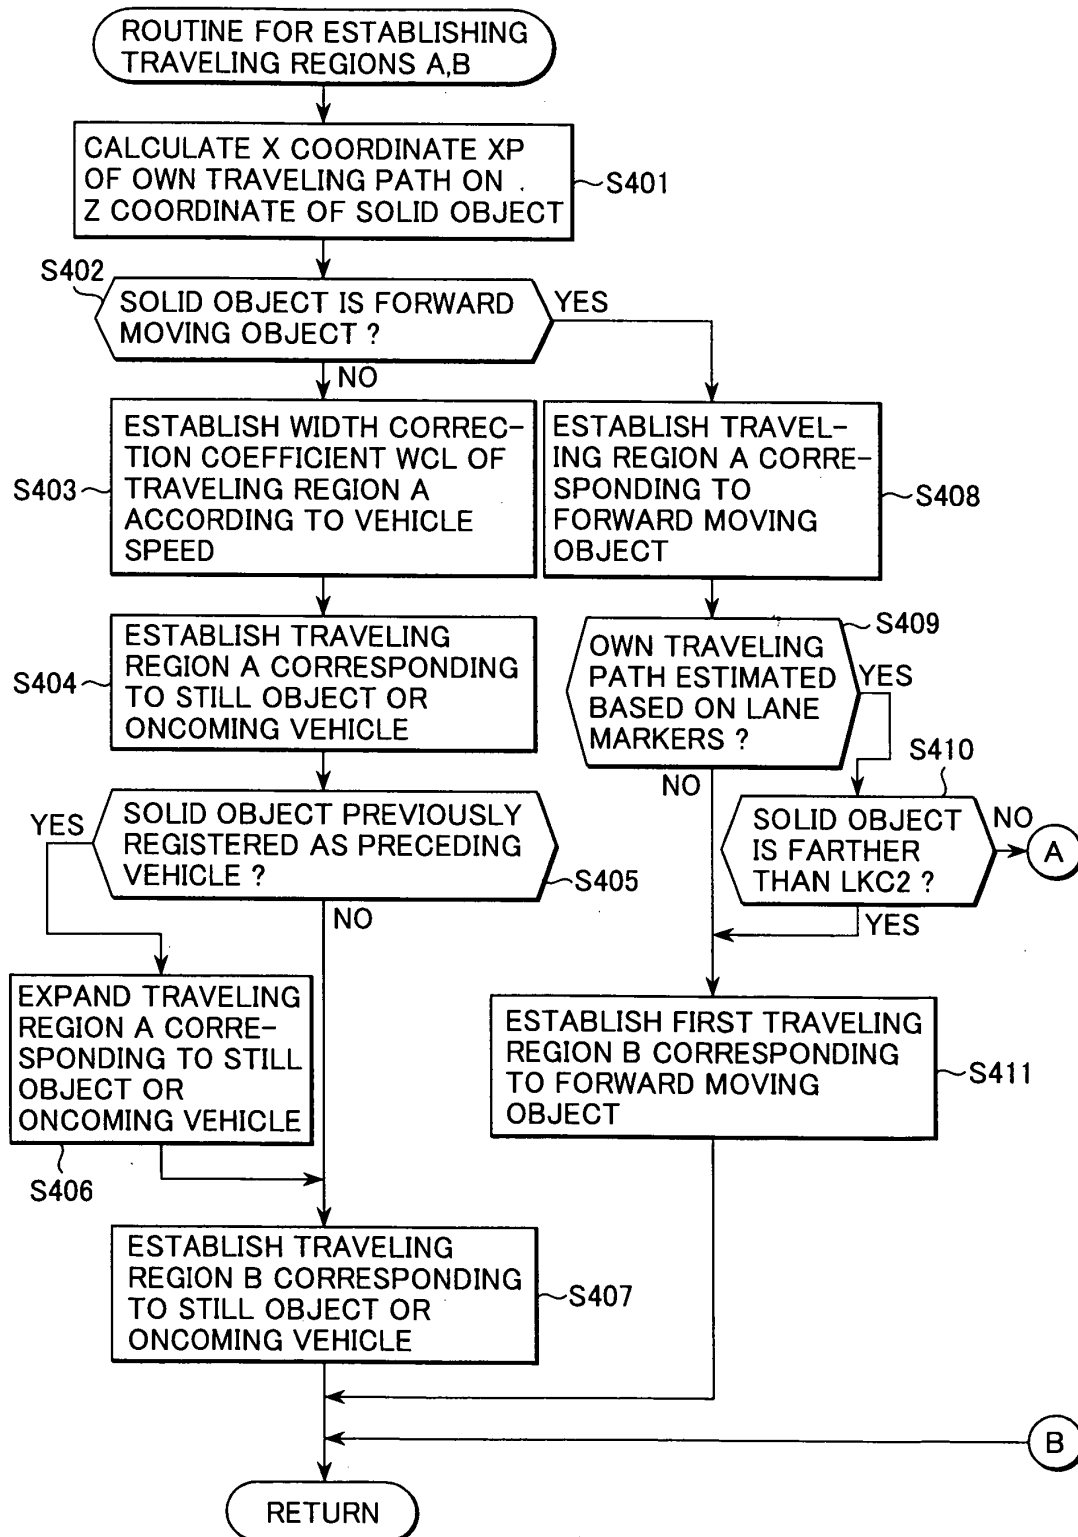 ROUTINE FOR ESTABLISHING
TRAVELING REGIONS A,B
CALCULATE X COORDINATE XP
OF OWN TRAVELING PATH ON
Z COORDINATE OF SOLID OBJECT
S401
S402
SOLID OBJECT IS FORWARD
MOVING OBJECT ?
YES
NO
ESTABLISH WIDTH CORREC-
TION COEFFICIENT WCL OF
TRAVELING REGION A
ACCORDING TO VEHICLE
SPEED
S403
ESTABLISH TRAVEL-
ING REGION A CORRE-
SPONDING TO
FORWARD MOVING
OBJECT
S408
ESTABLISH TRAVELING
REGION A CORRESPONDING
TO STILL OBJECT OR
ONCOMING VEHICLE
S404
OWN TRAVELING
PATH ESTIMATED
BASED ON LANE
MARKERS ?
S409
YES
NO
S410
SOLID OBJECT
IS FARTHER
THAN LKC2 ?
NO
A
YES
SOLID OBJECT PREVIOUSLY
REGISTERED AS PRECEDING
VEHICLE ?
YES
S405
NO
EXPAND TRAVELING
REGION A CORRE-
SPONDING TO STILL
OBJECT OR
ONCOMING VEHICLE
S406
ESTABLISH FIRST TRAVELING
REGION B CORRESPONDING
TO FORWARD MOVING
OBJECT
S411
ESTABLISH TRAVELING
REGION B CORRESPONDING
TO STILL OBJECT OR
ONCOMING VEHICLE
S407
B
RETURN